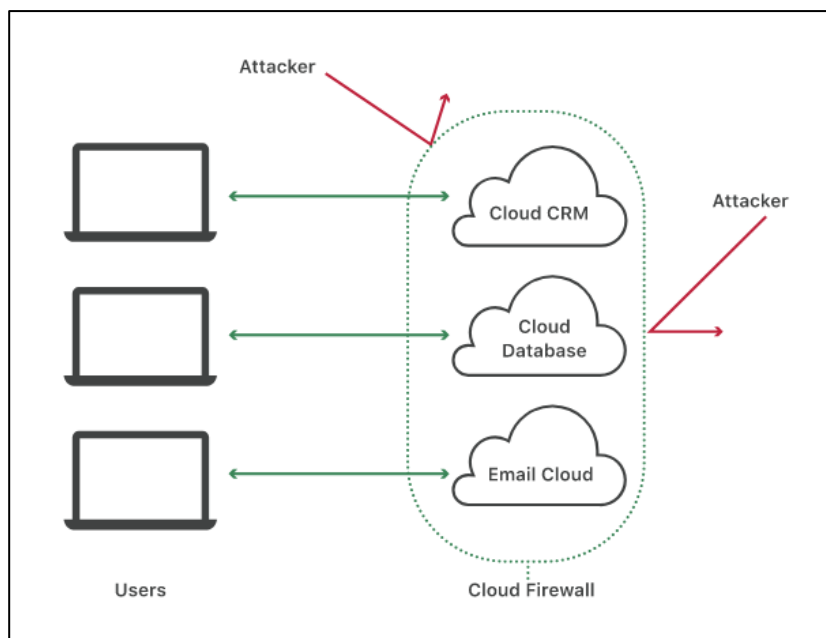 Attacker
Cloud CRM
Attacker
Cloud
Database
Email Cloud
Users
Cloud Firewall